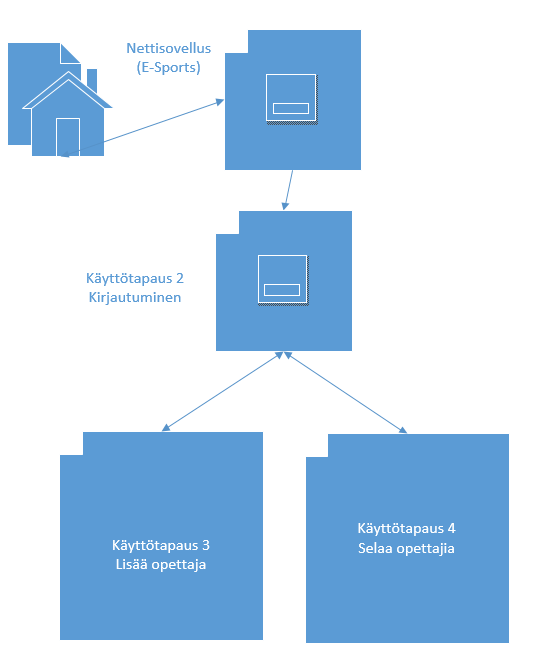 Nettisovellus
(E-Sports)
Käyttötapaus 2
Kirjautuminen
Käyttötapaus 3
Lisää opettaja
Käyttötapaus 4
Selaa opettajia